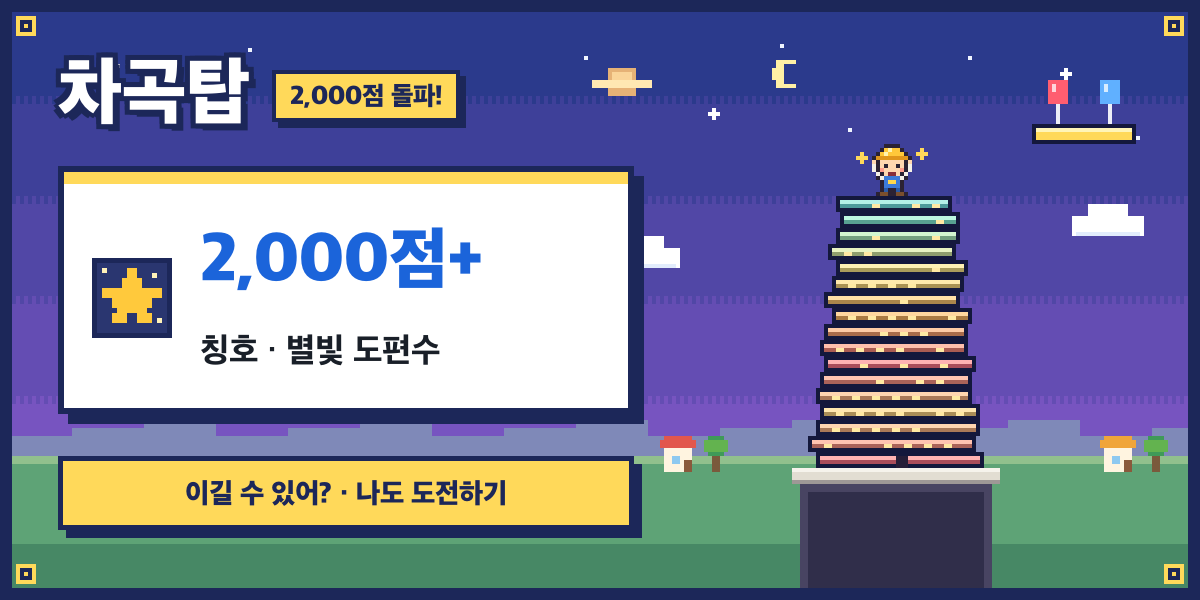 차곡탑
2,000점 돌파!
2,000점+
칭호 · 별빛 도편수
이길 수 있어? · 나도 도전하기